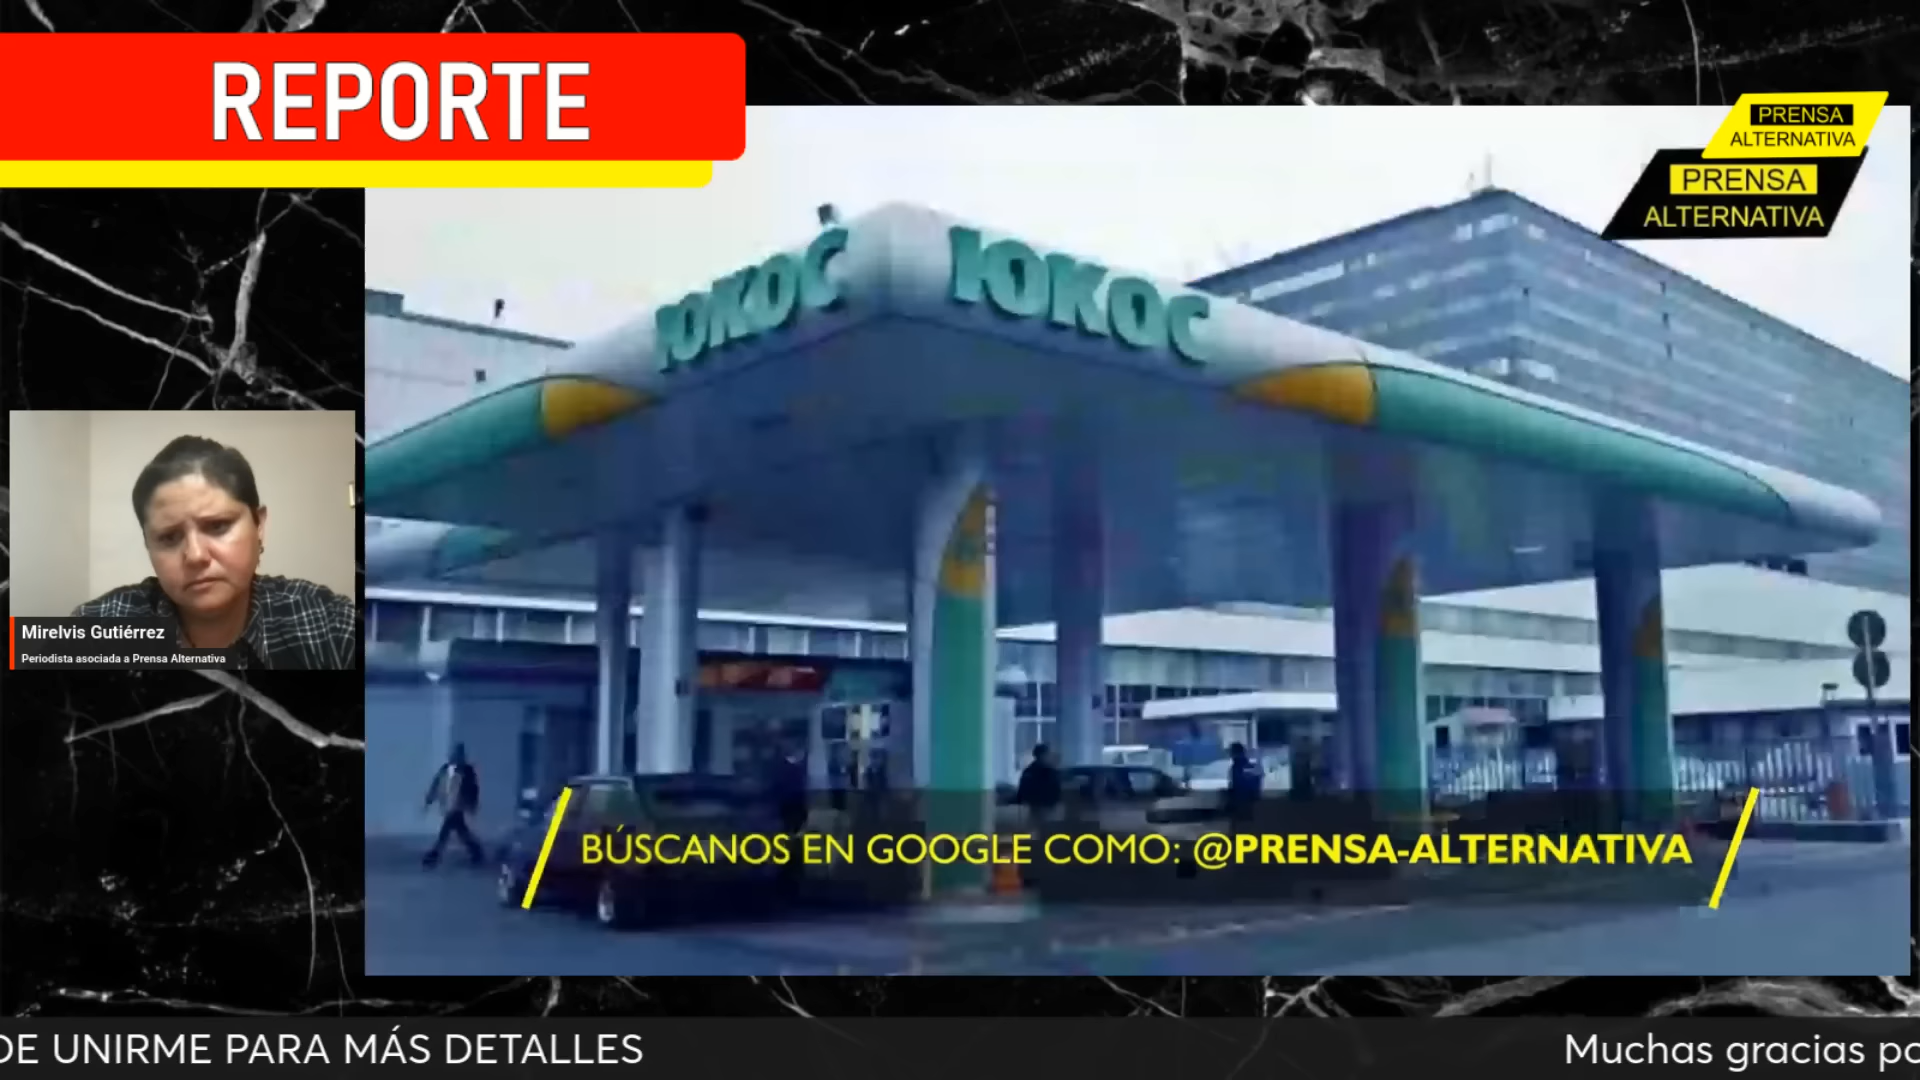 REPORTE
PRENSA
ALTERNATIVA
PRENSA
ALTERNATIVA
ЮКОС
ЮКОС
Mirelvis Gutiérrez
Periodista asociada a Prensa Alternativa
BÚSCANOS EN GOOGLE COMO: @PRENSA-ALTERNATIVA
DE UNIRME PARA MÁS DETALLES
Muchas gracias po